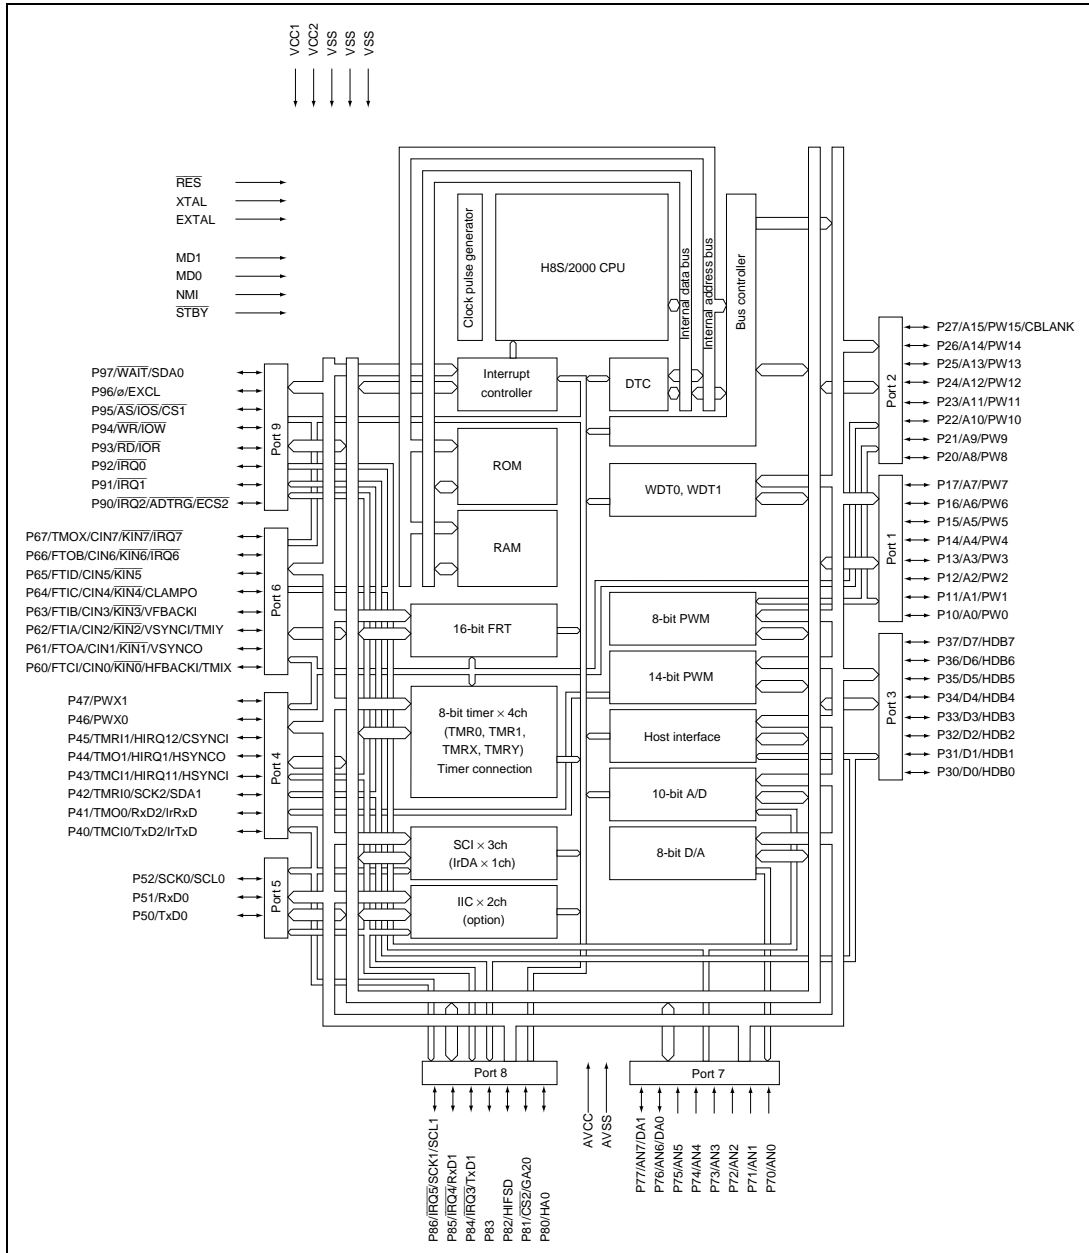 VCC1
VCC2
VSS
VSS
VSS
RES
XTAL
EXTAL
MD1
MD0
NMI
STBY
Clock pulse generator
H8S/2000 CPU
Internal data bus
Internal address bus
Bus controller
Interrupt
controller
DTC
ROM
RAM
WDT0, WDT1
16-bit FRT
8-bit PWM
14-bit PWM
8-bit timer × 4ch
(TMR0, TMR1,
TMRX, TMRY)
Timer connection
Host interface
10-bit A/D
8-bit D/A
SCI × 3ch
(IrDA × 1ch)
IIC × 2ch
(option)
P97/WAIT/SDA0
P96/ø/EXCL
P95/AS/IOS/CS1
P94/WR/IOW
P93/RD/IOR
P92/IRQ0
P91/IRQ1
P90/IRQ2/ADTRG/ECS2
Port 9
P67/TMOX/CIN7/KIN7/IRQ7
P66/FTOB/CIN6/KIN6/IRQ6
P65/FTID/CIN5/KIN5
P64/FTIC/CIN4/KIN4/CLAMPO
P63/FTIB/CIN3/KIN3/VFBACKI
P62/FTIA/CIN2/KIN2/VSYNCI/TMIY
P61/FTOA/CIN1/KIN1/VSYNCO
P60/FTCI/CIN0/KIN0/HFBACKI/TMIX
Port 6
P47/PWX1
P46/PWX0
P45/TMRI1/HIRQ12/CSYNCI
P44/TMO1/HIRQ1/HSYNCO
P43/TMCI1/HIRQ11/HSYNCI
P42/TMRI0/SCK2/SDA1
P41/TMO0/RxD2/IrRxD
P40/TMCI0/TxD2/IrTxD
Port 4
P52/SCK0/SCL0
P51/RxD0
P50/TxD0
Port 5
Port 2
P27/A15/PW15/CBLANK
P26/A14/PW14
P25/A13/PW13
P24/A12/PW12
P23/A11/PW11
P22/A10/PW10
P21/A9/PW9
P20/A8/PW8
Port 1
P17/A7/PW7
P16/A6/PW6
P15/A5/PW5
P14/A4/PW4
P13/A3/PW3
P12/A2/PW2
P11/A1/PW1
P10/A0/PW0
Port 3
P37/D7/HDB7
P36/D6/HDB6
P35/D5/HDB5
P34/D4/HDB4
P33/D3/HDB3
P32/D2/HDB2
P31/D1/HDB1
P30/D0/HDB0
Port 8
P86/IRQ5/SCK1/SCL1
P85/IRQ4/RxD1
P84/IRQ3/TxD1
P83
P82/HIFSD
P81/CS2/GA20
P80/HA0
AVCC
AVSS
Port 7
P77/AN7/DA1
P76/AN6/DA0
P75/AN5
P74/AN4
P73/AN3
P72/AN2
P71/AN1
P70/AN0